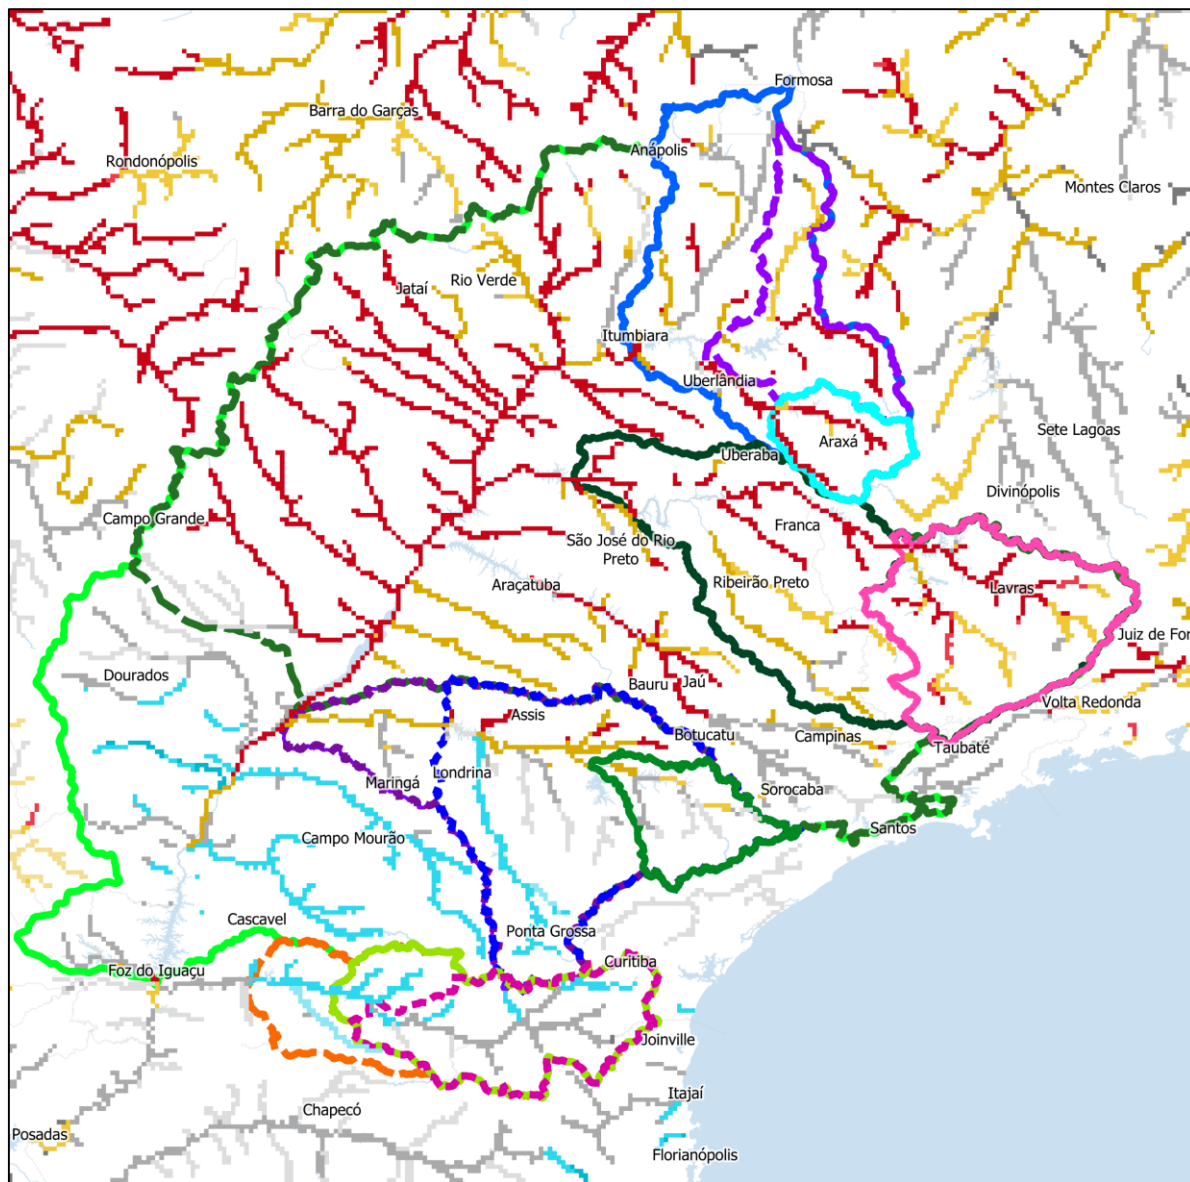 Formosa
Barra do Garças
Anápolis
Rondonópolis
Montes Claros
Rio Verde
Jataí
Itumbiara
Uberlândia
Sete Lagoas
Araxá
Uberaba
Divinópolis
Campo Grande
Franca
São José do Rio
Preto
Ribeirão Preto
Araçatuba
Lavras
Juiz de For
Dourados
Bauru
Jaú
Volta Redonda
Assis
Botucatu
Campinas
Taubaté
Londrina
Maringá
Sorocaba
Santos
Campo Mourão
Cascavel
Ponta Grossa
Curitiba
Foz do Iguaçu
Joinville
Itajaí
Chapecó
Posadas
Florianópolis